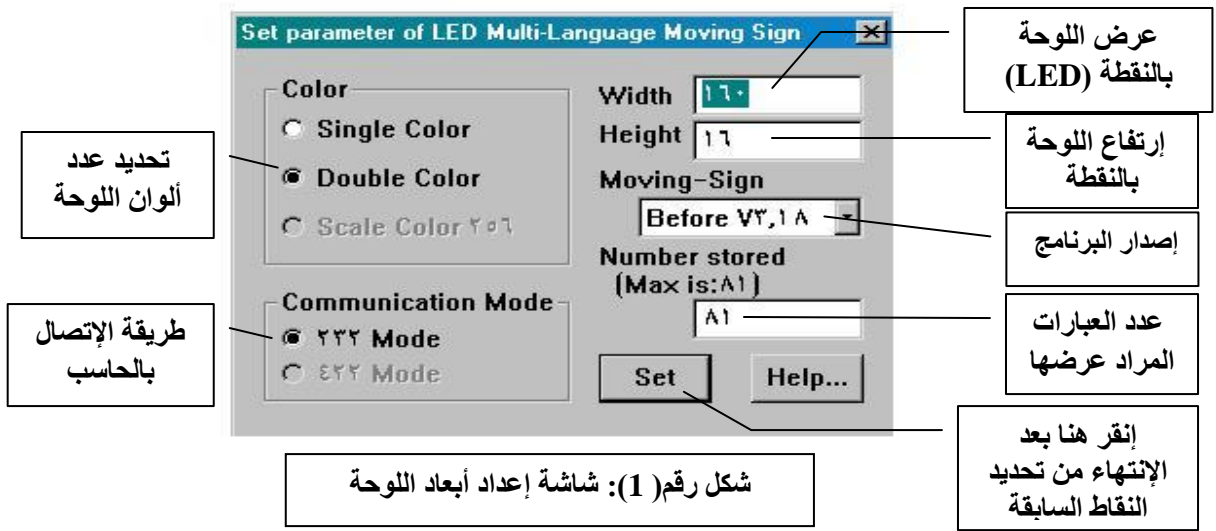 Set parameter of LED Multi-Language Moving Sign
Color
Single Color
Double Color
Scale Color ٢٥٦
Communication Mode
٢٣٢ Mode
٤٢٢ Mode
Width ١٦٠
Height ١٦
Moving-Sign
Before V٣,١٨
Number stored
(Max is:٨١)
٨١
Set
Help...
عرض اللوحة
بالنقطة (LED)
إرتفاع اللوحة
بالنقطة
إصدار البرنامج
عدد العبارات
المراد عرضها
إنقر هنا بعد
الإنتهاء من تحديد
النقاط السابقة
تحديد عدد
ألوان اللوحة
طريقة الإتصال
بالحاسب
شكل رقم( 1): شاشة إعداد أبعاد اللوحة